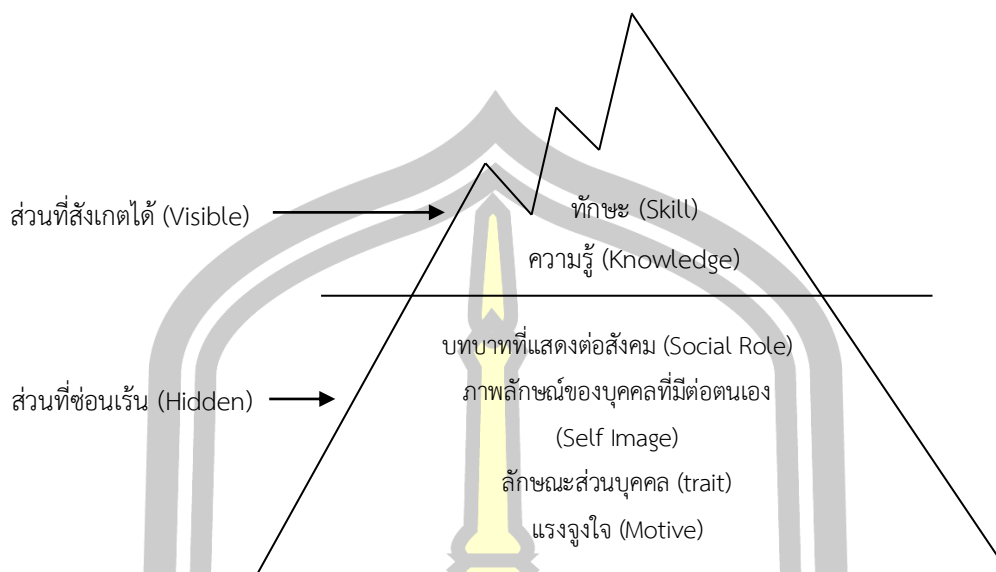 ส่วนที่สังเกตได้ (Visible)
ทักษะ (Skill)
ความรู้ (Knowledge)
บทบาทที่แสดงต่อสังคม (Social Role)
ส่วนที่ซ่อนเร้น (Hidden)
ภาพลักษณ์ของบุคคลที่มีต่อตนเอง
(Self Image)
ลักษณะส่วนบุคคล (trait)
แรงจูงใจ (Motive)